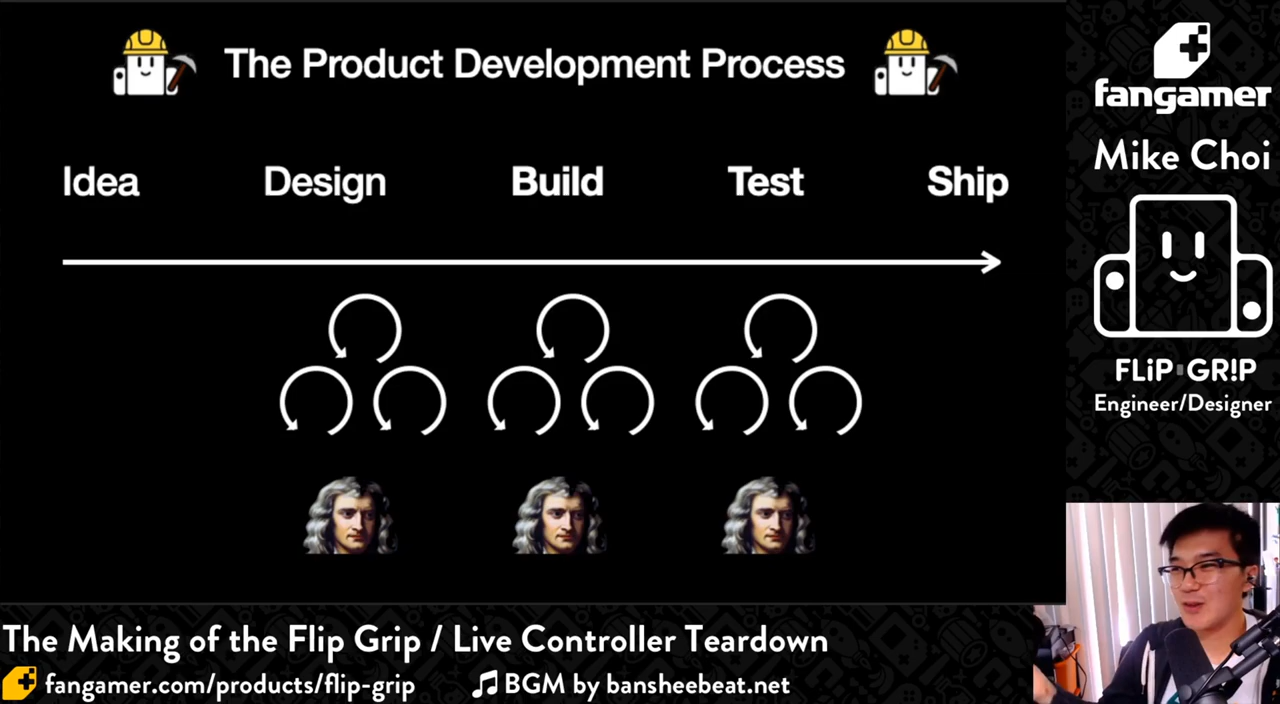 The Product Development Process
Idea Design Build Test Ship
fangamer
Mike Choi
FLiP GR!P
Engineer/Designer
The Making of the Flip Grip / Live Controller Teardown
fangamer.com/products/flip-grip BGM by bansheebeat.net